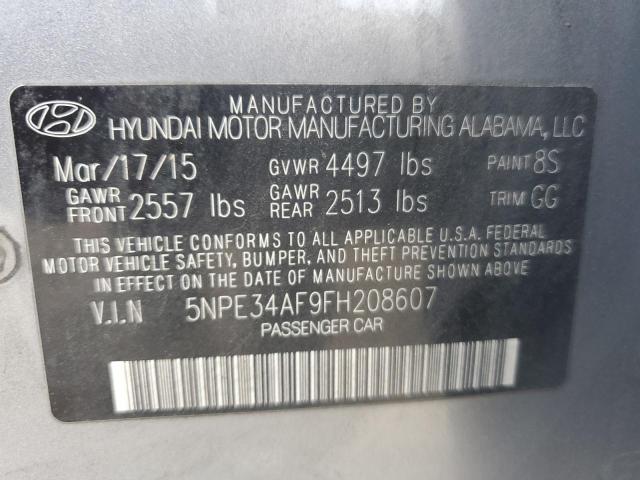 MANUFACTURED BY
HYUNDAI MOTOR MANUFACTURING ALABAMA, LLC
Mar/17/15 GVWR 4497 lbs PAINT 8S
GAWR FRONT 2557 lbs GAWR REAR 2513 lbs TRIM GG
THIS VEHICLE CONFORMS TO ALL APPLICABLE U.S.A. FEDERAL
MOTOR VEHICLE SAFETY, BUMPER, AND THEFT PREVENTION STANDARDS
IN EFFECT ON THE DATE OF MANUFACTURE SHOWN ABOVE.
V.I.N 5NPE34AF9FH208607
PASSENGER CAR